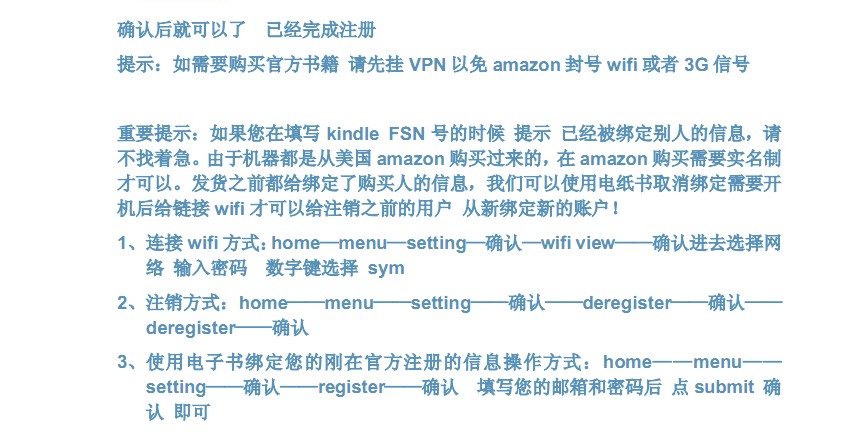 确认后就可以了　已经完成注册
提示：如需要购买官方书籍 请先挂 VPN 以免 amazon 封号 wifi 或者 3G 信号
重要提示：如果您在填写 kindle FSN 号的时候 提示 已经被绑定别人的信息，请
不找着急。由于机器都是从美国 amazon 购买过来的，在 amazon 购买需要实名制
才可以。发货之前都给绑定了购买人的信息，我们可以使用电纸书取消绑定需要开
机后给链接 wifi 才可以给注销之前的用户 从新绑定新的账户！
1、连接 wifi 方式：home—menu—setting—确认—wifi view——确认进去选择网
络 输入密码　数字键选择 sym
2、注销方式：home——menu——setting——确认——deregister——确认——
deregister——确认
3、使用电子书绑定您的刚在官方注册的信息操作方式：home——menu——
setting——确认——register——确认　填写您的邮箱和密码后 点 submit 确
认 即可